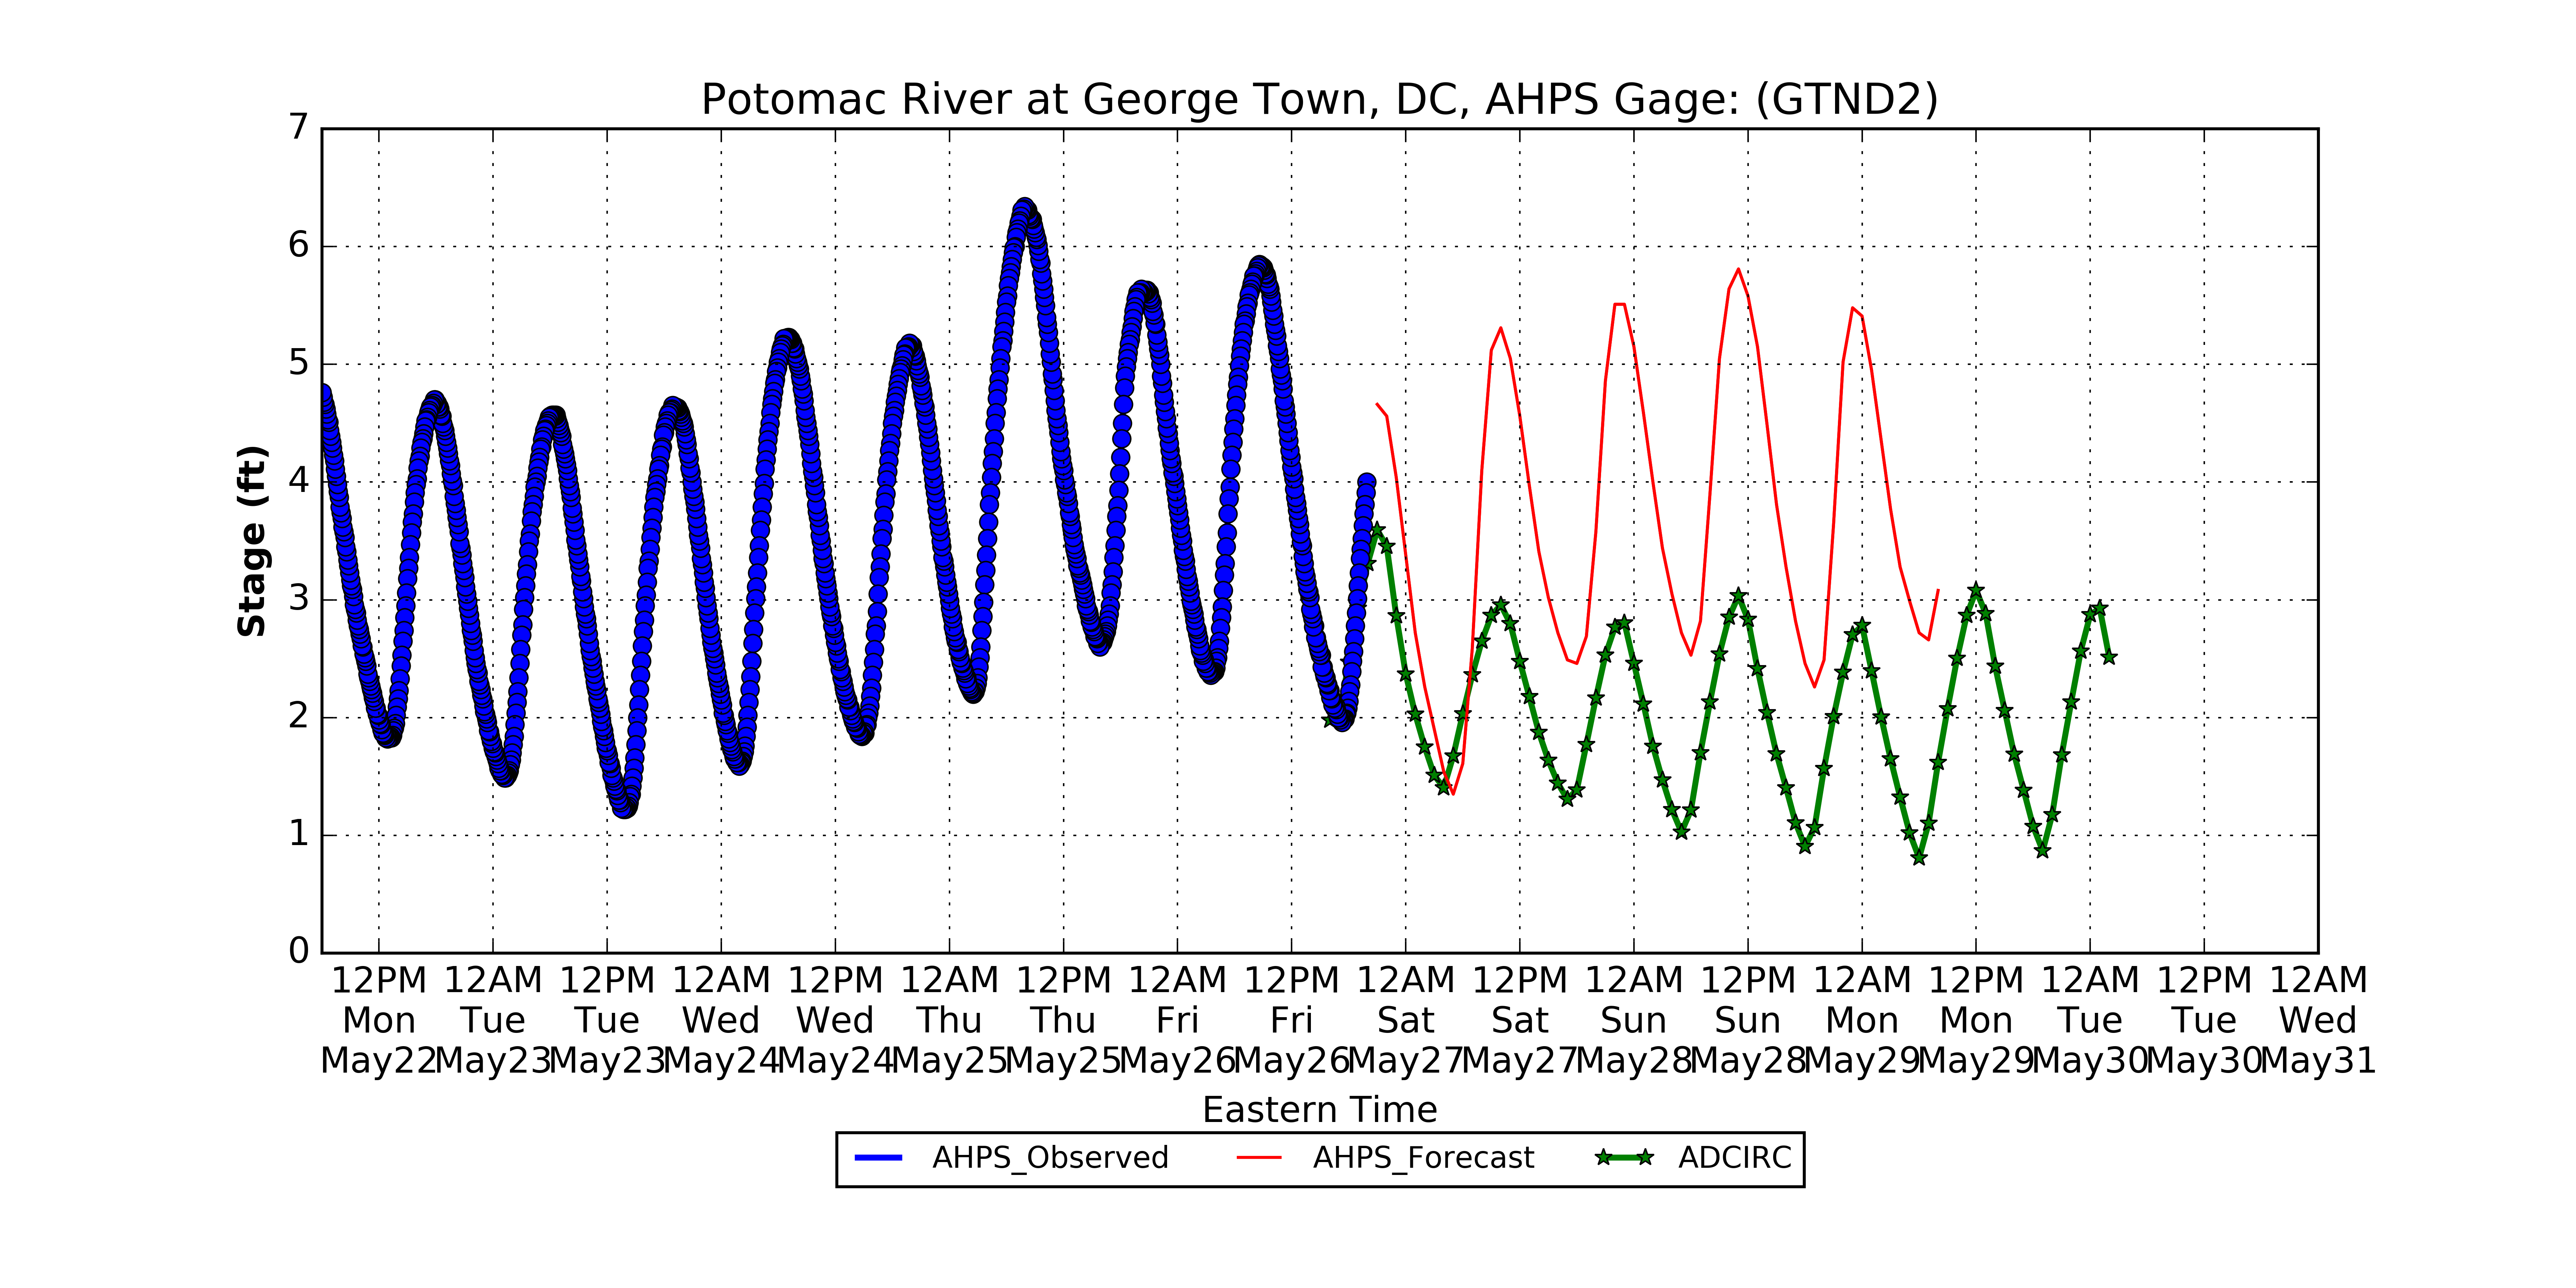 Potomac River at George Town, DC, AHPS Gage: (GTND2)
7
6
5
4
3
2
1
0
Stage (ft)
12PM 12AM 12PM 12AM 12PM 12AM 12PM 12AM 12PM 12AM 12PM 12AM 12PM 12AM 12PM 12AM 12PM 12AM
Mon Tue Tue Wed Wed Thu Thu Fri Fri Sat Sat Sun Sun Mon Mon Tue Tue Wed
May22 May23 May23 May24 May24 May25 May25 May26 May26 May27 May27 May28 May28 May29 May29 May30 May30 May31
Eastern Time
AHPS_Observed AHPS_Forecast ADCIRC